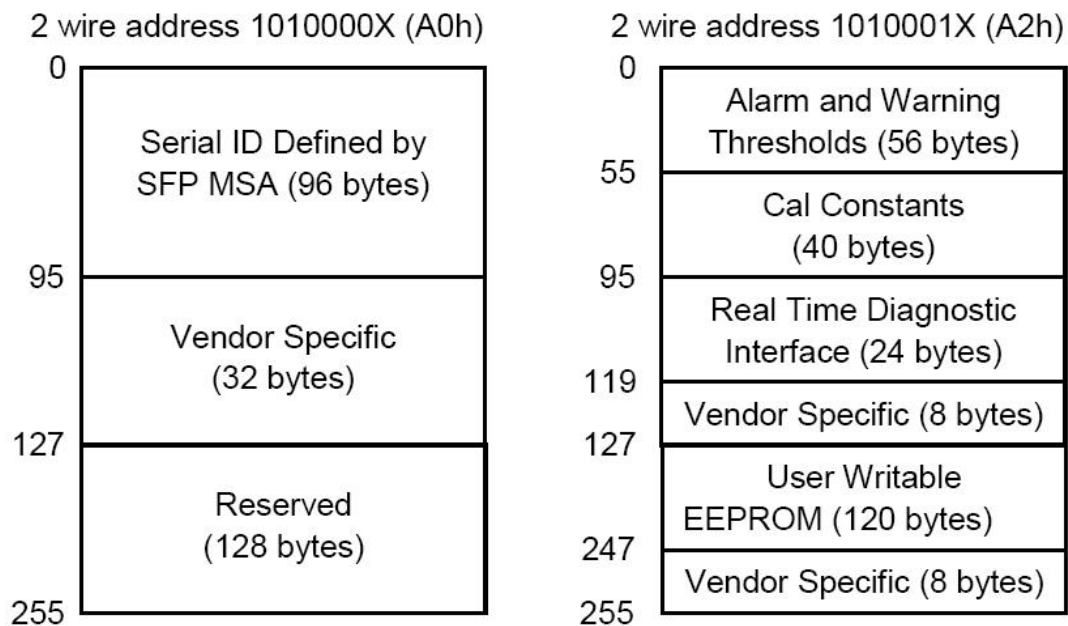 2 wire address 1010000X (A0h)
0
Serial ID Defined by
SFP MSA (96 bytes)
95
Vendor Specific
(32 bytes)
127
Reserved
(128 bytes)
255
2 wire address 1010001X (A2h)
0
Alarm and Warning
Thresholds (56 bytes)
55
Cal Constants
(40 bytes)
95
Real Time Diagnostic
Interface (24 bytes)
119
Vendor Specific (8 bytes)
127
User Writable
EEPROM (120 bytes)
247
Vendor Specific (8 bytes)
255